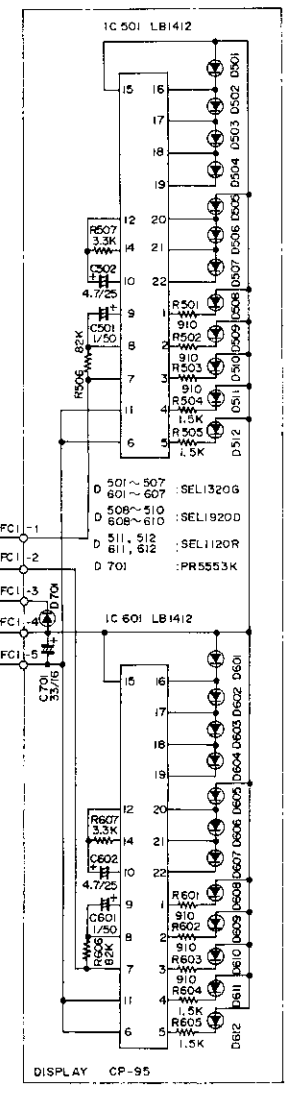 IC 501 LB1412
15
16
D501
D502
17
D503
18
D504
19
12
20
D505
R507
3.3K
14
21
D506
C502
4.7/25
10
22
D507
9
1
R501
910
D508
82K
R506
C501
1/50
8
2
R502
910
D509
7
3
R503
910
D510
11
4
R504
1.5K
D511
6
5
R505
1.5K
D512
D 501~507
601~607 :SEL1320G
D 508~510
608~610 :SEL1920D
D 511, 512
611, 612 :SEL1120R
D 701 :PR5553K
FC1-1
FC1-2
FC1-3
FC1-4
FC1-5
D701
C701
33/16
IC 601 LB1412
15
16
D601
D602
17
D603
18
D604
19
12
20
D605
R607
3.3K
14
21
D606
C602
4.7/25
10
22
D607
9
1
R601
910
D608
C601
1/50
8
2
R602
910
D609
R606
82K
7
3
R603
910
D610
11
4
R604
1.5K
D611
6
5
R605
1.5K
D612
DISPLAY CP-95